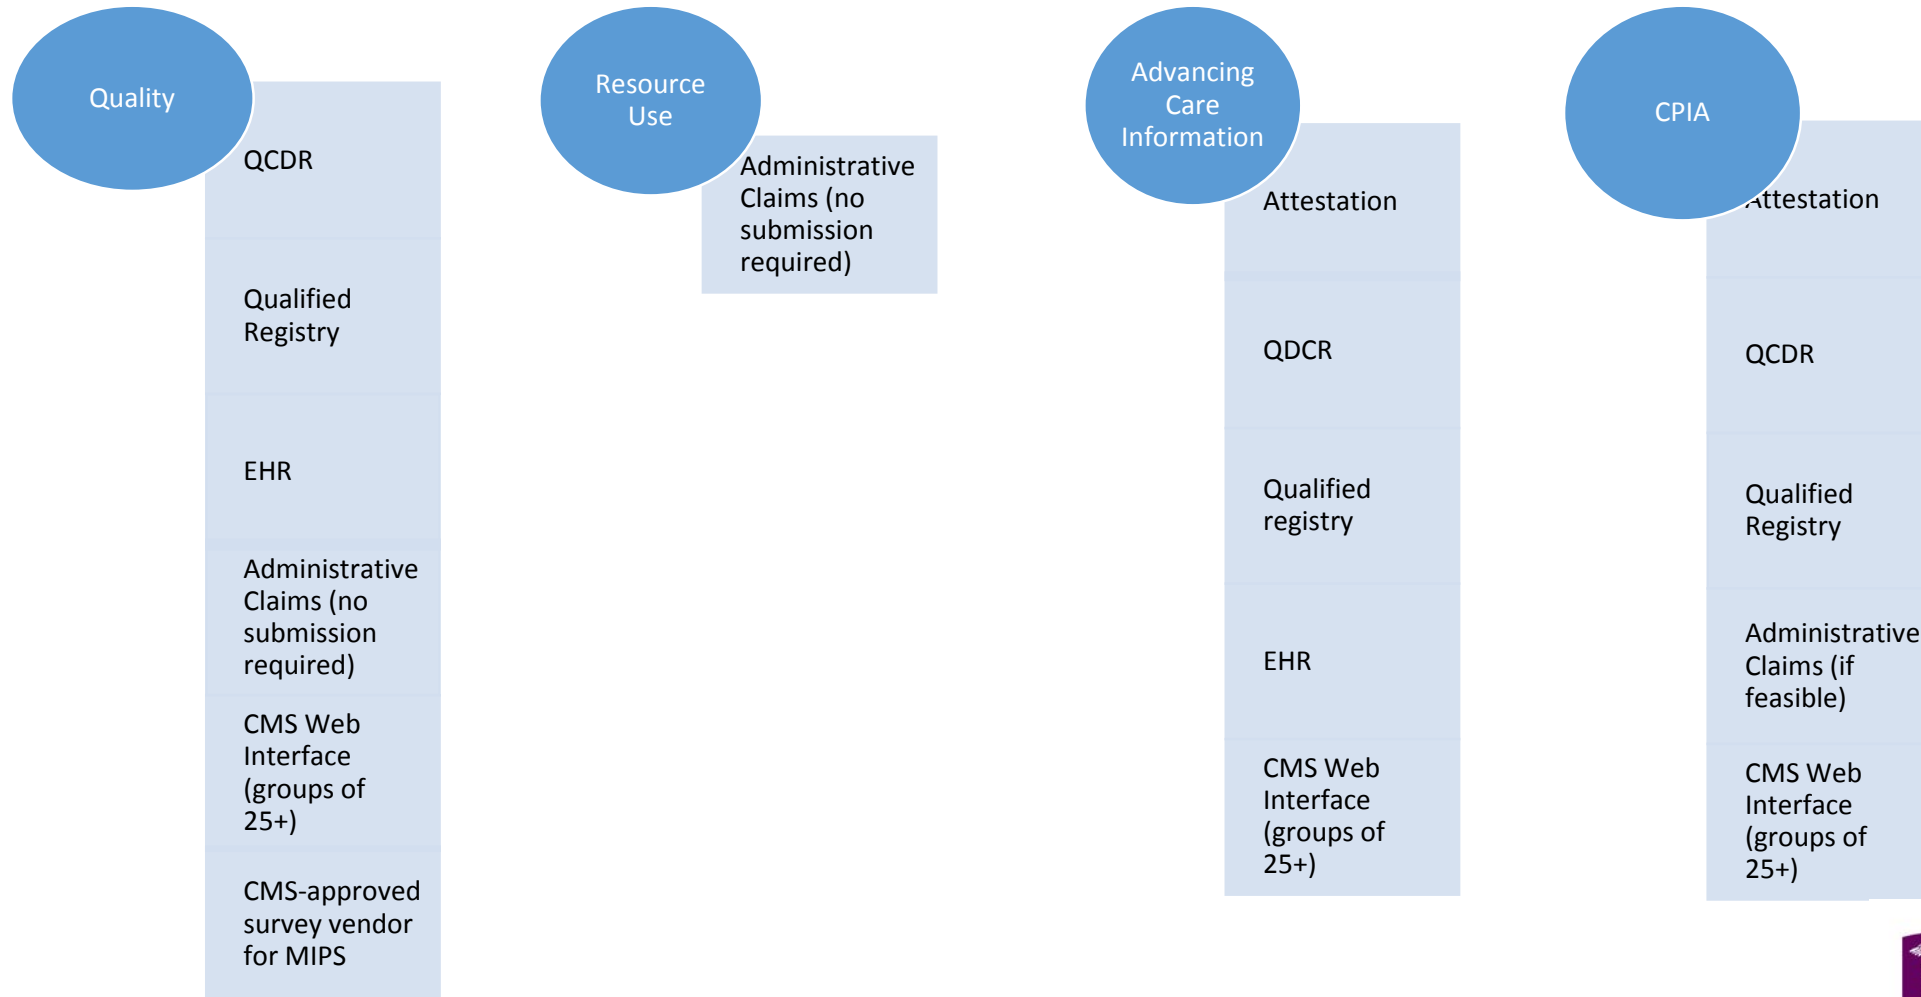 Quality
QCDR
Qualified
Registry
EHR
Administrative
Claims (no
submission
required)
CMS Web
Interface
(groups of
25+)
CMS-approved
survey vendor
for MIPS
Resource
Use
Administrative
Claims (no
submission
required)
Advancing
Care
Information
Attestation
QDCR
Qualified
registry
EHR
CMS Web
Interface
(groups of
25+)
CPIA
Attestation
QCDR
Qualified
Registry
Administrative
Claims (if
feasible)
CMS Web
Interface
(groups of
25+)